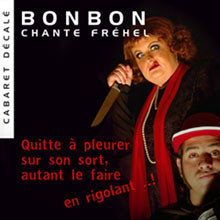 CABARET DÉCALÉ
BONBON
CHANTE FRÉHEL
Quitte à pleurer
sur son sort,
autant le faire
en rigolant ...!